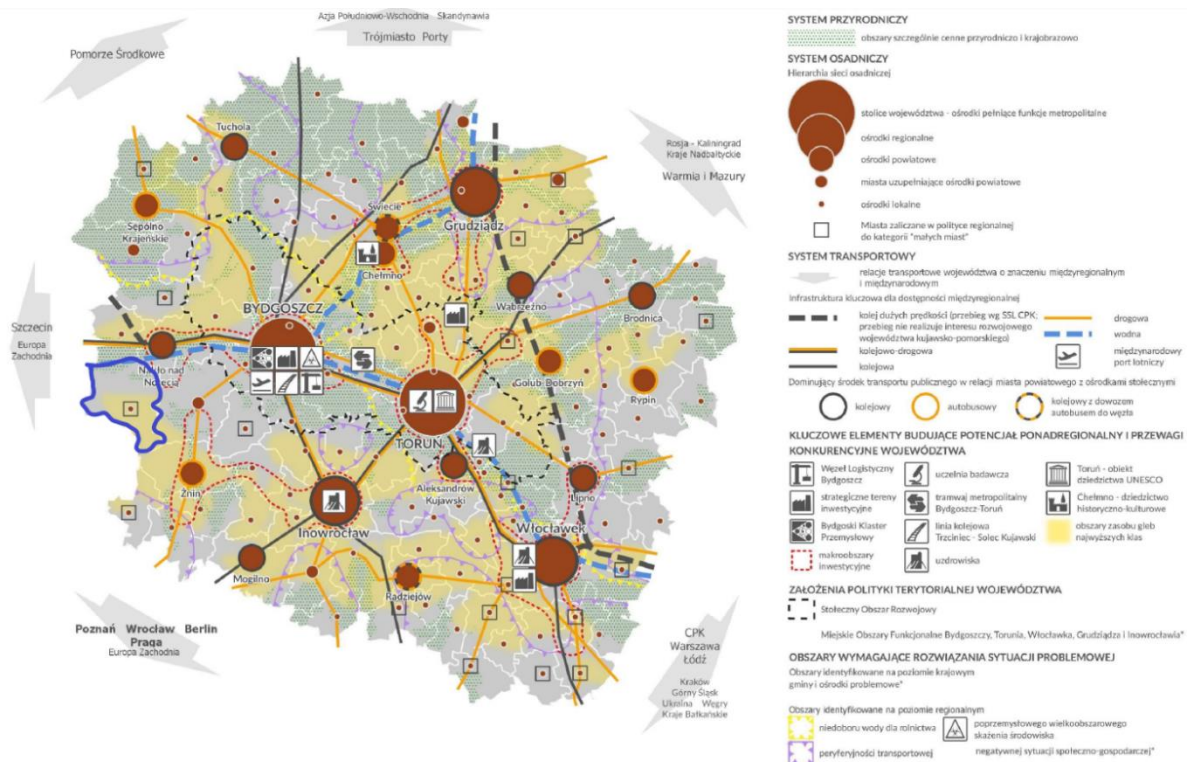 Azja Południowo-Wschodnia Skandynawia
Trójmiasto Porty
Pomorze Środkowe
Tuchola
Rosja - Kaliningrad
Kraje Nadbałtyckie
Warmia i Mazury
Sępólno
Krajeńskie
Świecie
Grudziądz
Chełmno
BYDGOSZCZ
Wąbrzeźno
Brodnica
Szczecin
Europa
Zachodnia
Nakło nad
Notecią
Golub-Dobrzyń
Rypin
TORUŃ
Żnin
Aleksandrów
Kujawski
Lipno
Inowrocław
Włocławek
Mogilno
Radziejów
Poznań Wrocław Berlin
Praga
Europa Zachodnia
CPK
Warszawa
Łódź
Kraków
Górny Śląsk
Ukraina Węgry
Kraje Bałkańskie
SYSTEM PRZYRODNICZY
obszary szczególnie cenne przyrodniczo i krajobrazowo
SYSTEM OSADNICZY
Hierarchia sieci osadniczej
stolice województwa - ośrodki pełniące funkcje metropolitalne
ośrodki regionalne
ośrodki powiatowe
miasta uzupełniające ośrodki powiatowe
ośrodki lokalne
Miasta zaliczane w polityce regionalnej
do kategorii "małych miast"
SYSTEM TRANSPORTOWY
relacje transportowe województwa o znaczeniu międzyregionalnym
i międzynarodowym
Infrastruktura kluczowa dla dostępności międzyregionalnej
kolej dużych prędkości (przebieg wg SSL CPK;
przebieg nie realizuje interesu rozwojowego
województwa kujawsko-pomorskiego)
drogowa
wodna
kolejowo-drogowa
kolejowa
międzynarodowy
port lotniczy
Dominujący środek transportu publicznego w relacji miasta powiatowego z ośrodkami stołecznymi
kolejowy
autobusowy
kolejowy z dowozem
autobusem do węzła
KLUCZOWE ELEMENTY BUDUJĄCE POTENCJAŁ PONADREGIONALNY I PRZEWAGI
KONKURENCYJNE WOJEWÓDZTWA
Węzeł Logistyczny
Bydgoszcz
uczelnia badawcza
Toruń - obiekt
dziedzictwa UNESCO
strategiczne tereny
inwestycyjne
tramwaj metropolitalny
Bydgoszcz-Toruń
Chełmno - dziedzictwo
historyczno-kulturowe
Bydgoski Klaster
Przemysłowy
linia kolejowa
Trzciniec - Solec Kujawski
obszary zasobu gleb
najwyższych klas
makroobszary
inwestycyjne
uzdrowiska
ZAŁOŻENIA POLITYKI TERYTORIALNEJ WOJEWÓDZTWA
Stołeczny Obszar Rozwojowy
Miejskie Obszary Funkcjonalne Bydgoszczy, Torunia, Włocławka, Grudziądza i Inowrocławia*
OBSZARY WYMAGAJĄCE ROZWIĄZANIA SYTUACJI PROBLEMOWEJ
Obszary identyfikowane na poziomie krajowym
gminy i ośrodki problemowe*
Obszary identyfikowane na poziomie regionalnym
niedoboru wody dla rolnictwa
poprzemysłowego wielkoobszarowego
skażenia środowiska
peryferyjności transportowej
negatywnej sytuacji społeczno-gospodarczej*